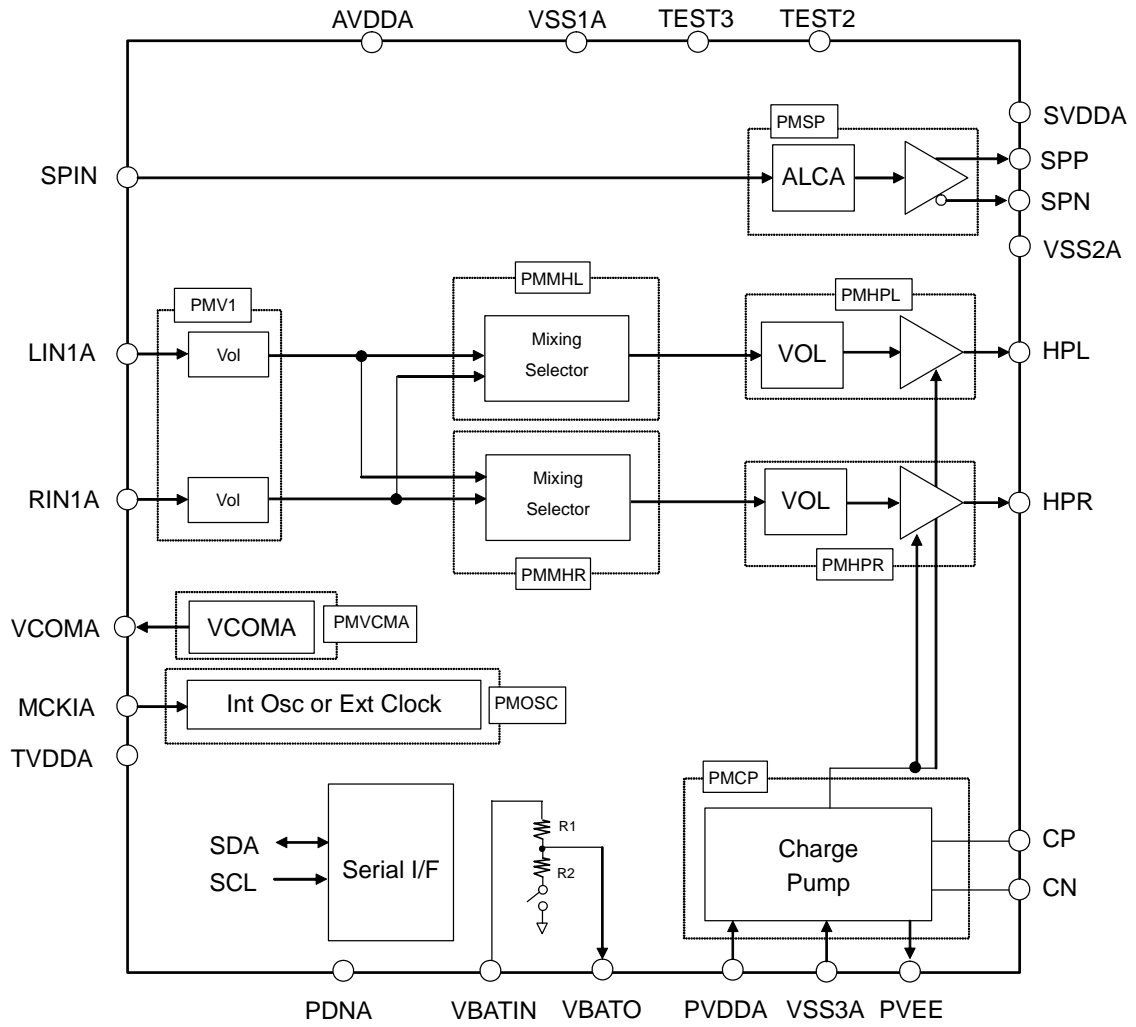 AVDDA
VSS1A
TEST3
TEST2
PMSP
SVDDA
SPIN
ALCA
SPP
SPN
VSS2A
PMMHL
PMV1
PMHPL
LIN1A
Vol
Mixing
Selector
VOL
HPL
RIN1A
Vol
Mixing
Selector
VOL
HPR
PMMHR
PMHPR
VCOMA
VCOMA
PMVCMA
MCKIA
Int Osc or Ext Clock
PMOSC
TVDDA
PMCP
SDA
SCL
Serial I/F
R1
R2
Charge
Pump
CP
CN
PDNA
VBATIN
VBATO
PVDDA
VSS3A
PVEE